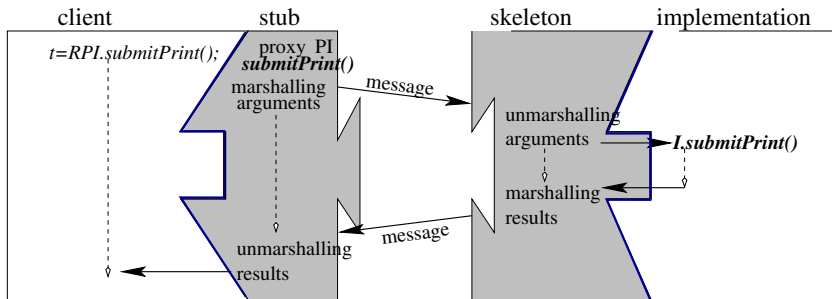 client
stub
skeleton
implementation
t=RPI.submitPrint();
proxy PI
submitPrint()
marshalling
arguments
message
unmarshalling
arguments
I.submitPrint()
marshalling
results
message
unmarshalling
results